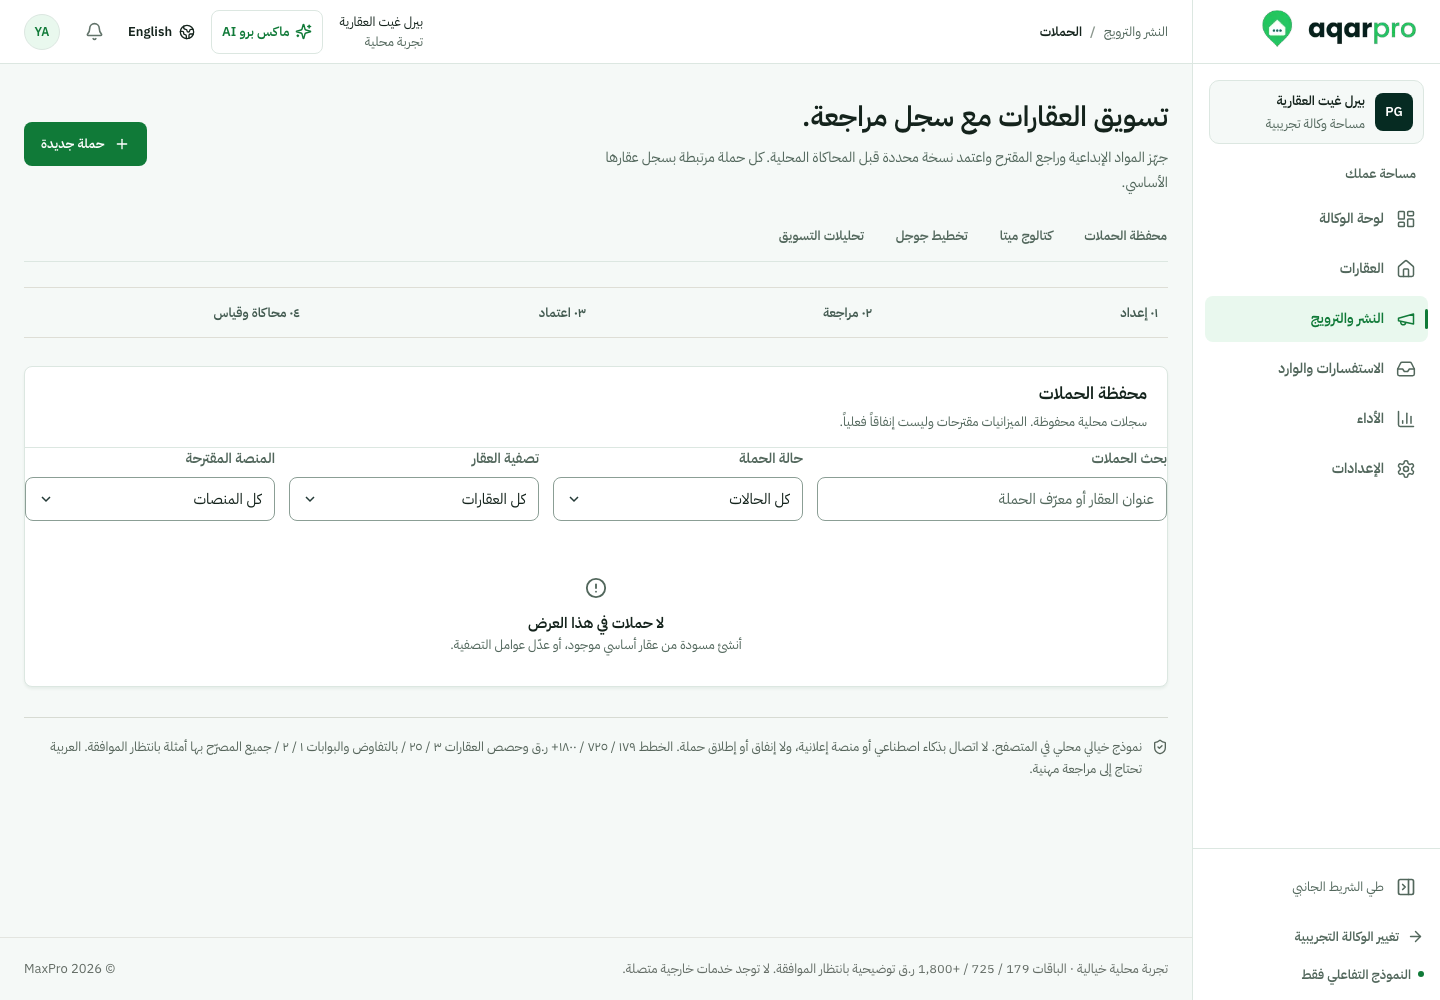 aqarpro
PG
بيرل غيت العقارية
مساحة وكالة تجريبية
مساحة عملك
لوحة الوكالة
العقارات
النشر والترويج
الاستفسارات والوارد
الأداء
الإعدادات
طي الشريط الجانبي
تغيير الوكالة التجريبية
النموذج التفاعلي فقط
النشر والترويج / الحملات
بيرل غيت العقارية
تجربة محلية
ماكس برو AI
English
YA
تسويق العقارات مع سجل مراجعة.
جهّز المواد الإبداعية وراجع المقترح واعتمد نسخة محددة قبل المحاكاة المحلية. كل حملة مرتبطة بسجل عقارها
الأساسي.
حملة جديدة
محفظة الحملات
كتالوج ميتا
تخطيط جوجل
تحليلات التسويق
٠١ إعداد
٠٢ مراجعة
٠٣ اعتماد
٠٤ محاكاة وقياس
محفظة الحملات
سجلات محلية محفوظة. الميزانيات مقترحات وليست إنفاقاً فعلياً.
بحث الحملات
حالة الحملة
تصفية العقار
المنصة المقترحة
عنوان العقار أو معرّف الحملة
كل الحالات
كل العقارات
كل المنصات
لا حملات في هذا العرض
أنشئ مسودة من عقار أساسي موجود، أو عدّل عوامل التصفية.
نموذج خيالي محلي في المتصفح. لا اتصال بذكاء اصطناعي أو منصة إعلانية، ولا إنفاق أو إطلاق حملة. الخطط ١٧٩ / ٧٢٥ / ١٨٠٠+ ر.ق وحصص العقارات ٣ / ٢٥ / بالتفاوض والبوابات ١ / ٢ / جميع المصرّح بها أمثلة بانتظار الموافقة. العربية
تحتاج إلى مراجعة مهنية.
تجربة محلية خيالية · الباقات 179 / 725 / +1,800 ر.ق توضيحية بانتظار الموافقة. لا توجد خدمات خارجية متصلة.
© 2026 MaxPro